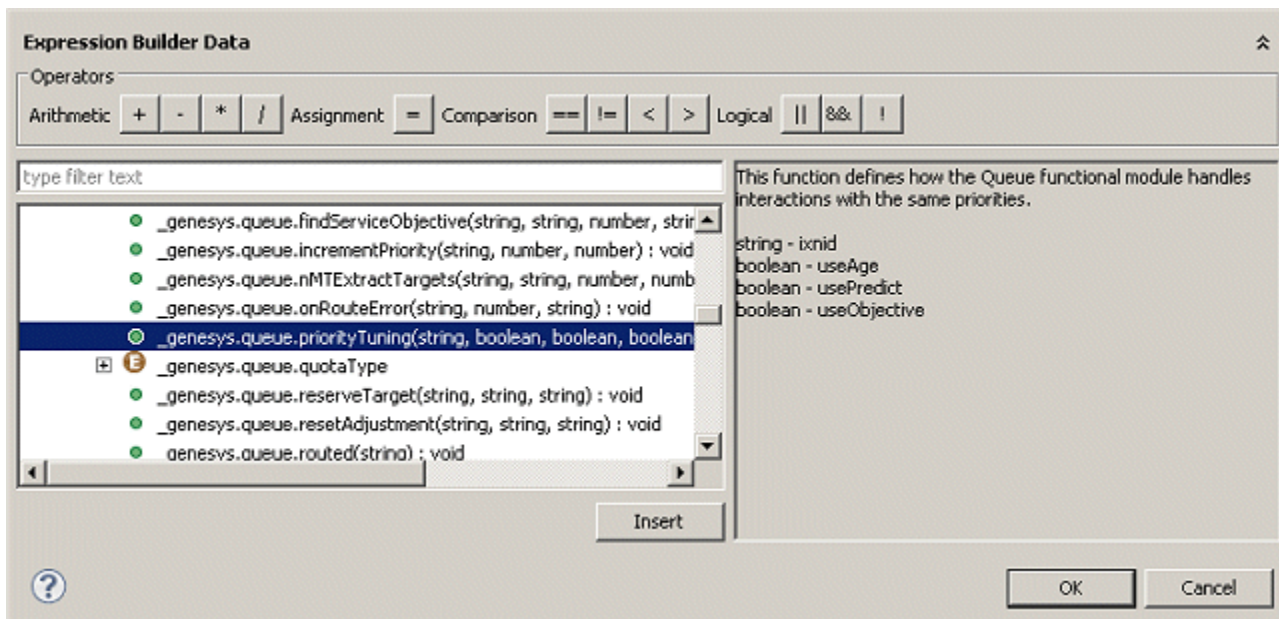 Expression Builder Data
Operators
Arithmetic + - * / Assignment = Comparison == != < > Logical || && !
type filter text
_genesys.queue.findServiceObjective(string, string, number, strir
_genesys.queue.incrementPriority(string, number, number) : void
_genesys.queue.nMTExtractTargets(string, string, number, numb
_genesys.queue.onRouteError(string, number, string) : void
_genesys.queue.priorityTuning(string, boolean, boolean, boolean
E _genesys.queue.quotaType
_genesys.queue.reserveTarget(string, string, string) : void
_genesys.queue.resetAdjustment(string, string, string) : void
_genesys.queue.routed(string) : void
This function defines how the Queue functional module handles
interactions with the same priorities.
string - ixnid
boolean - useAge
boolean - usePredict
boolean - useObjective
Insert
?
OK Cancel